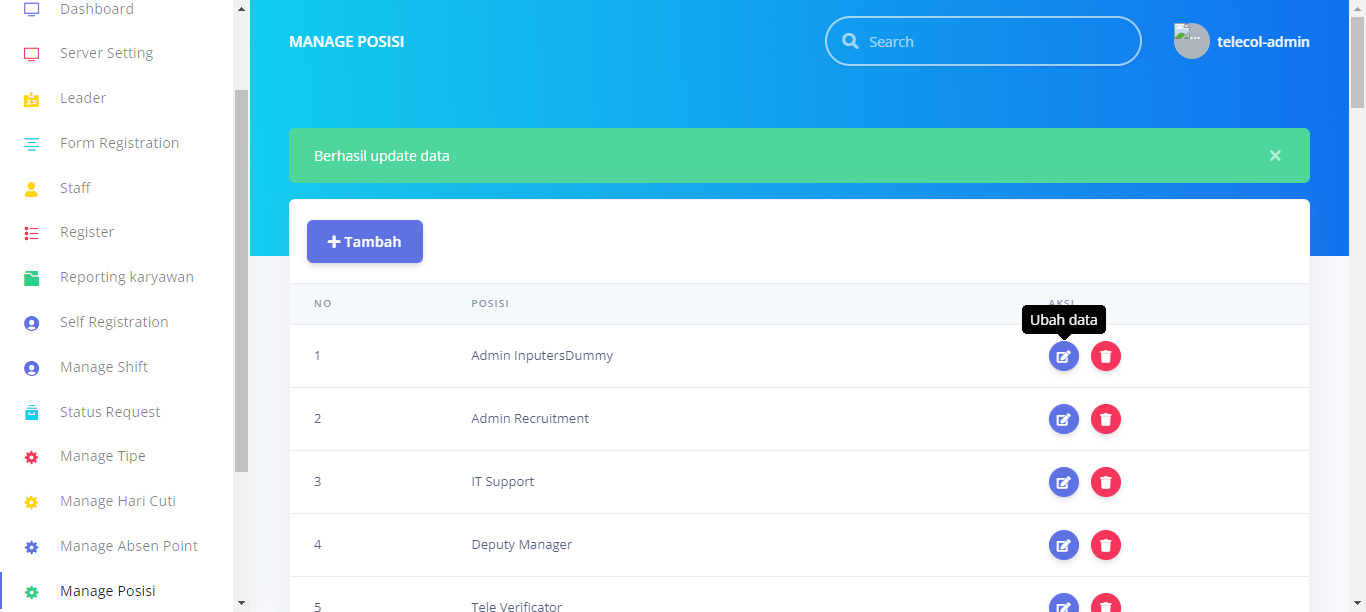 Dashboard
Server Setting
Leader
Form Registration
Staff
Register
Reporting karyawan
Self Registration
Manage Shift
Status Request
Manage Tipe
Manage Hari Cuti
Manage Absen Point
Manage Posisi
MANAGE POSISI
Search
...
telecol-admin
Berhasil update data
×
Tambah
NO POSISI AKSI
Ubah data
1 Admin InputersDummy
2 Admin Recruitment
3 IT Support
4 Deputy Manager
5 Tele Verificator